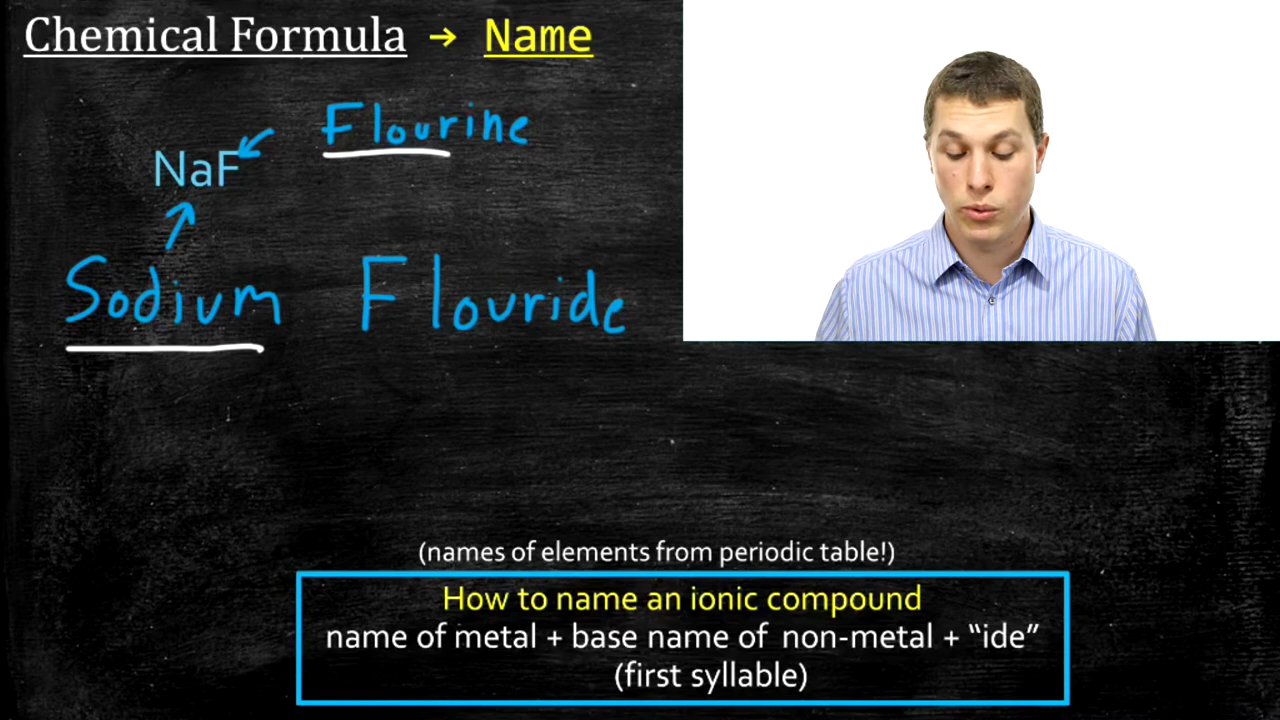 Chemical Formula → Name
Flourine
NaF
Sodium Flouride
(names of elements from periodic table!)
How to name an ionic compound
name of metal + base name of non-metal + “ide”
(first syllable)